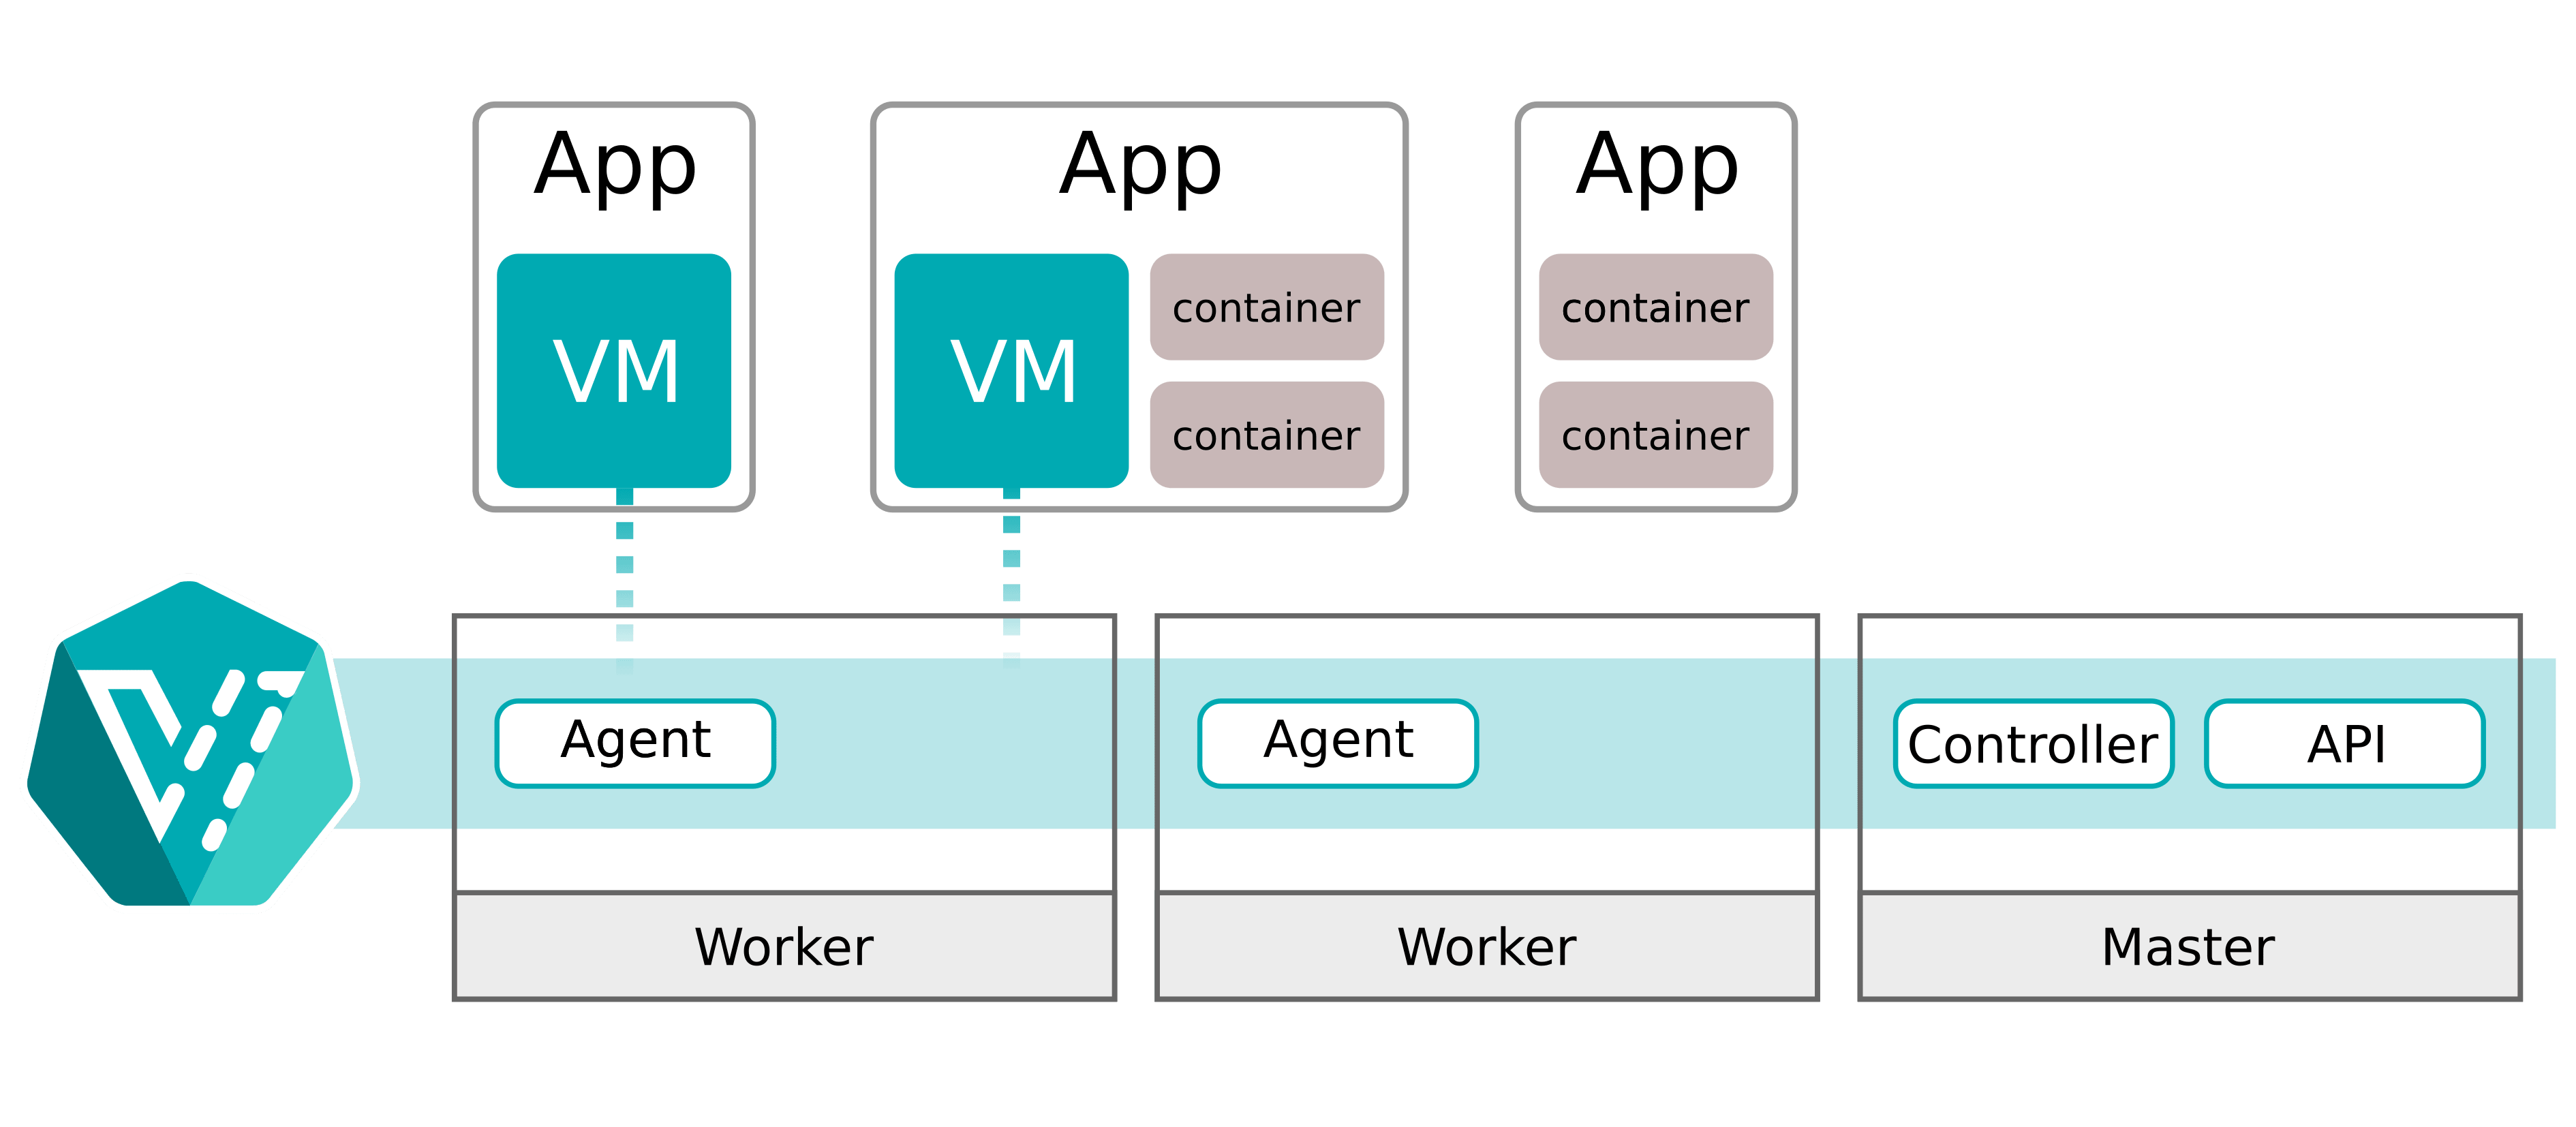 App
App
App
VM
VM
container
container
container
container
Agent
Agent
Controller
API
Worker
Worker
Master